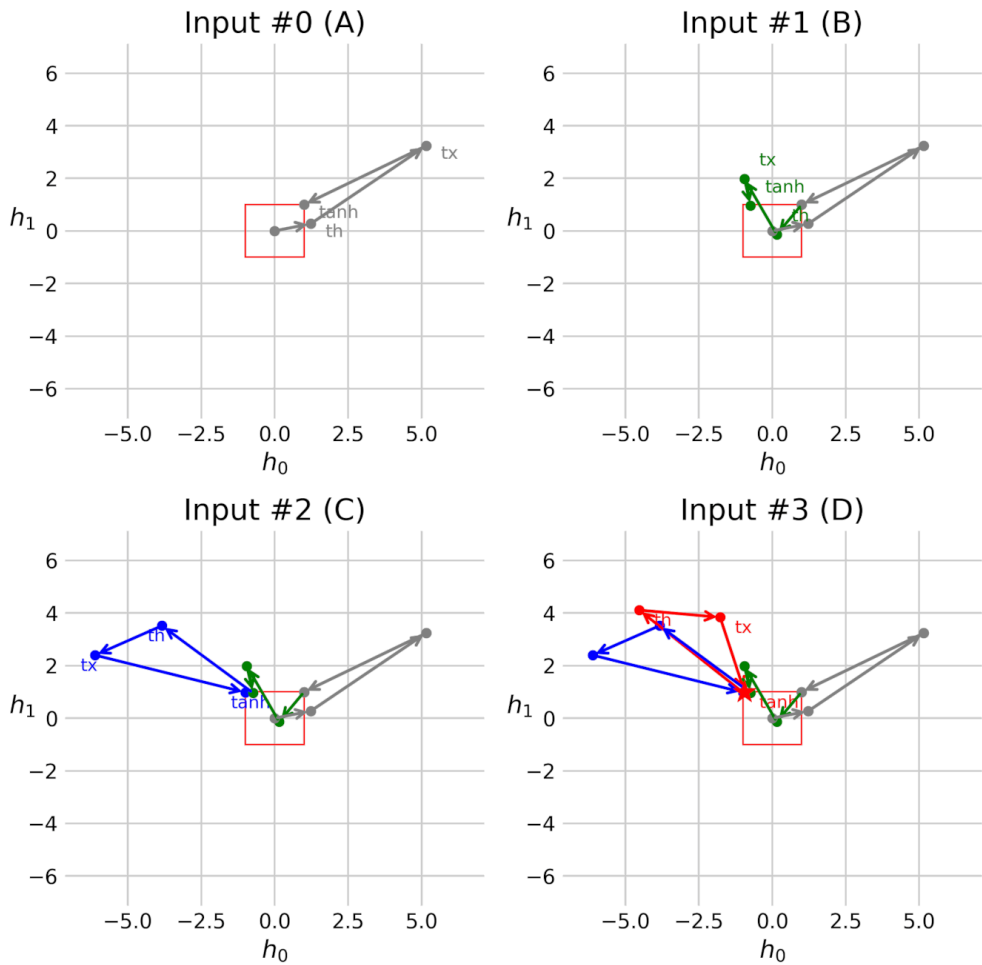 Input #0 (A)
6
4
2
0
−2
−4
−6
h1
tx
tanh
th
−5.0 −2.5 0.0 2.5 5.0
h0
Input #1 (B)
6
4
2
0
−2
−4
−6
h1
tx
tanh
th
−5.0 −2.5 0.0 2.5 5.0
h0
Input #2 (C)
6
4
2
0
−2
−4
−6
h1
th
tx
tanh
−5.0 −2.5 0.0 2.5 5.0
h0
Input #3 (D)
6
4
2
0
−2
−4
−6
h1
th
tx
tanh
−5.0 −2.5 0.0 2.5 5.0
h0